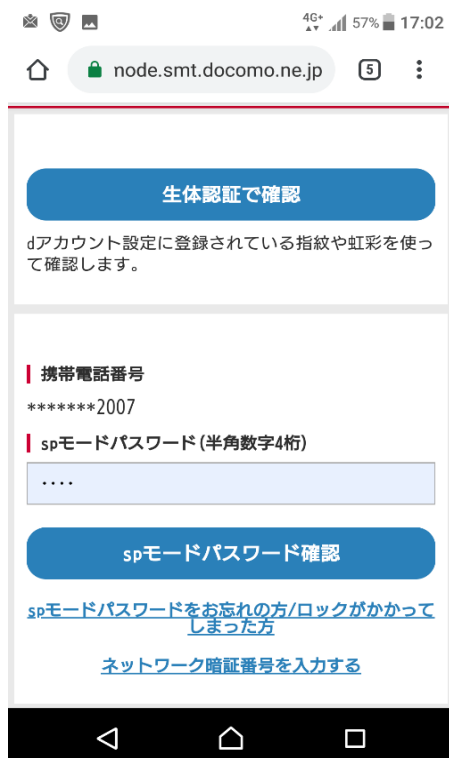 4G+ 57% 17:02
node.smt.docomo.ne.jp 5
生体認証で確認
dアカウント設定に登録されている指紋や虹彩を使っ
て確認します。
携帯電話番号
*******2007
spモードパスワード(半角数字4桁)
····
spモードパスワード確認
spモードパスワードをお忘れの方/ロックがかかって
しまった方
ネットワーク暗証番号を入力する